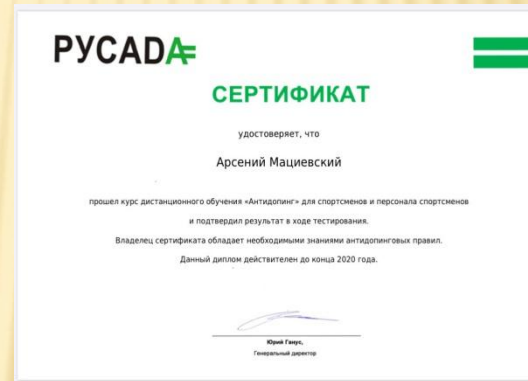 РУСАДА
СЕРТИФИКАТ
удостоверяет, что
Арсений Мациевский
прошел курс дистанционного обучения «Антидопинг» для спортсменов и персонала спортсменов
и подтвердил результат в ходе тестирования.
Владелец сертификата обладает необходимыми знаниями антидопинговых правил.
Данный диплом действителен до конца 2020 года.
Юрий Ганус,
Генеральный директор